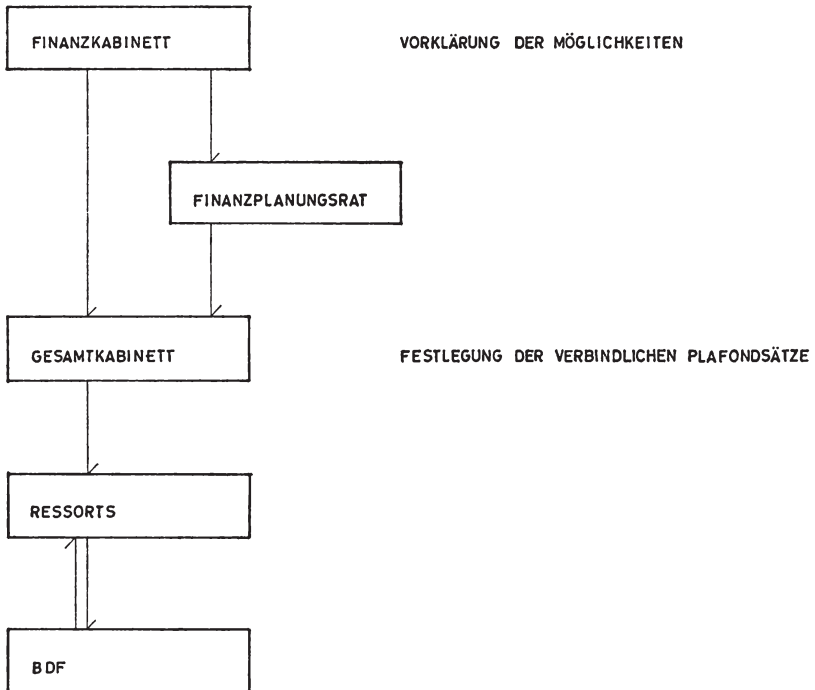 FINANZKABINETT
VORKLÄRUNG DER MÖGLICHKEITEN
FINANZPLANUNGSRAT
GESAMTKABINETT
FESTLEGUNG DER VERBINDLICHEN PLAFONDSÄTZE
RESSORTS
BDF